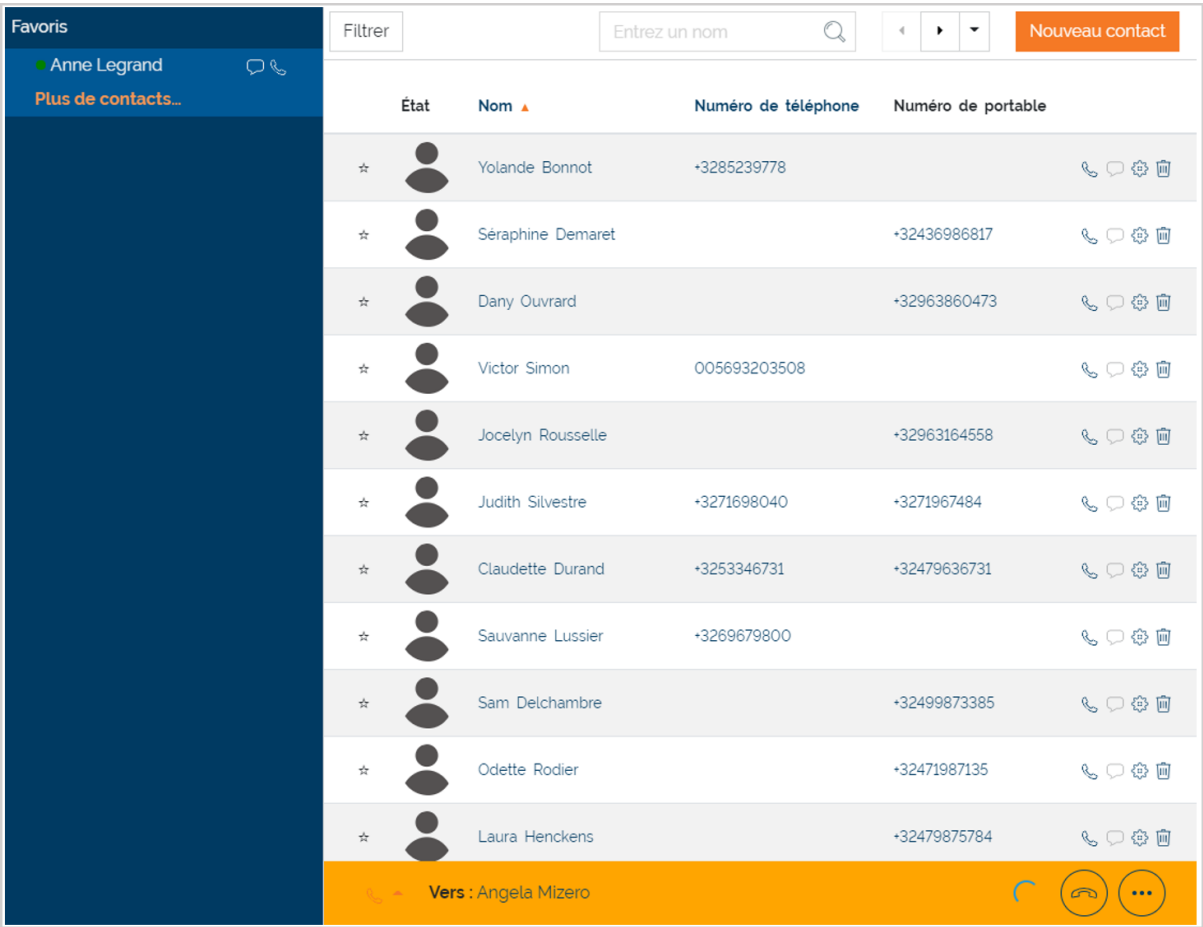 Favoris
Anne Legrand
Plus de contacts...
Filtrer Entrez un nom Nouveau contact
État Nom Numéro de téléphone Numéro de portable
Yolande Bonnot +3285239778
Séraphine Demaret +32436986817
Dany Ouvrard +32963860473
Victor Simon 005693203508
Jocelyn Rousselle +32963164558
Judith Silvestre +3271698040 +3271967484
Claudette Durand +3253346731 +32479636731
Sauvanne Lussier +3269679800
Sam Delchambre +32499873385
Odette Rodier +32471987135
Laura Henckens +32479875784
Vers : Angela Mizero